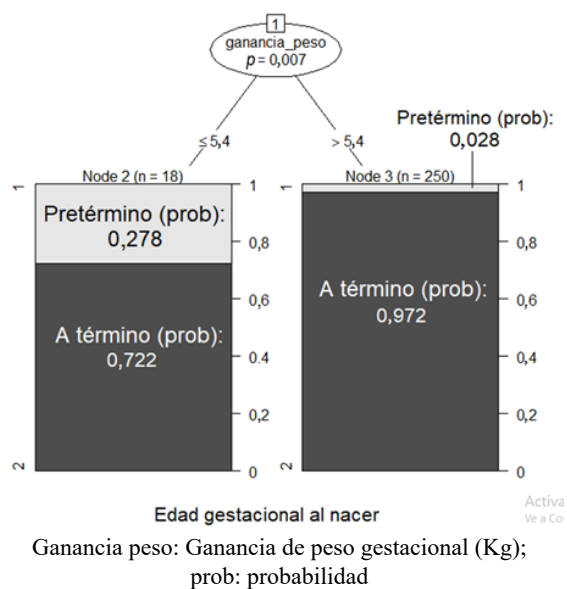 1
ganancia_peso
p = 0,007
≤ 5,4
> 5,4
Pretérmino (prob):
0,028
Node 2 (n = 18)
Node 3 (n = 250)
1
Pretérmino (prob):
0,278
A término (prob):
0,722
2
1
0,8
0,6
0.4
0,2
0
1
A término (prob):
0,972
2
1
0,8
0,6
0.4
0,2
0
Edad gestacional al nacer
Activa
Ve a Co
Ganancia peso: Ganancia de peso gestacional (Kg);
prob: probabilidad